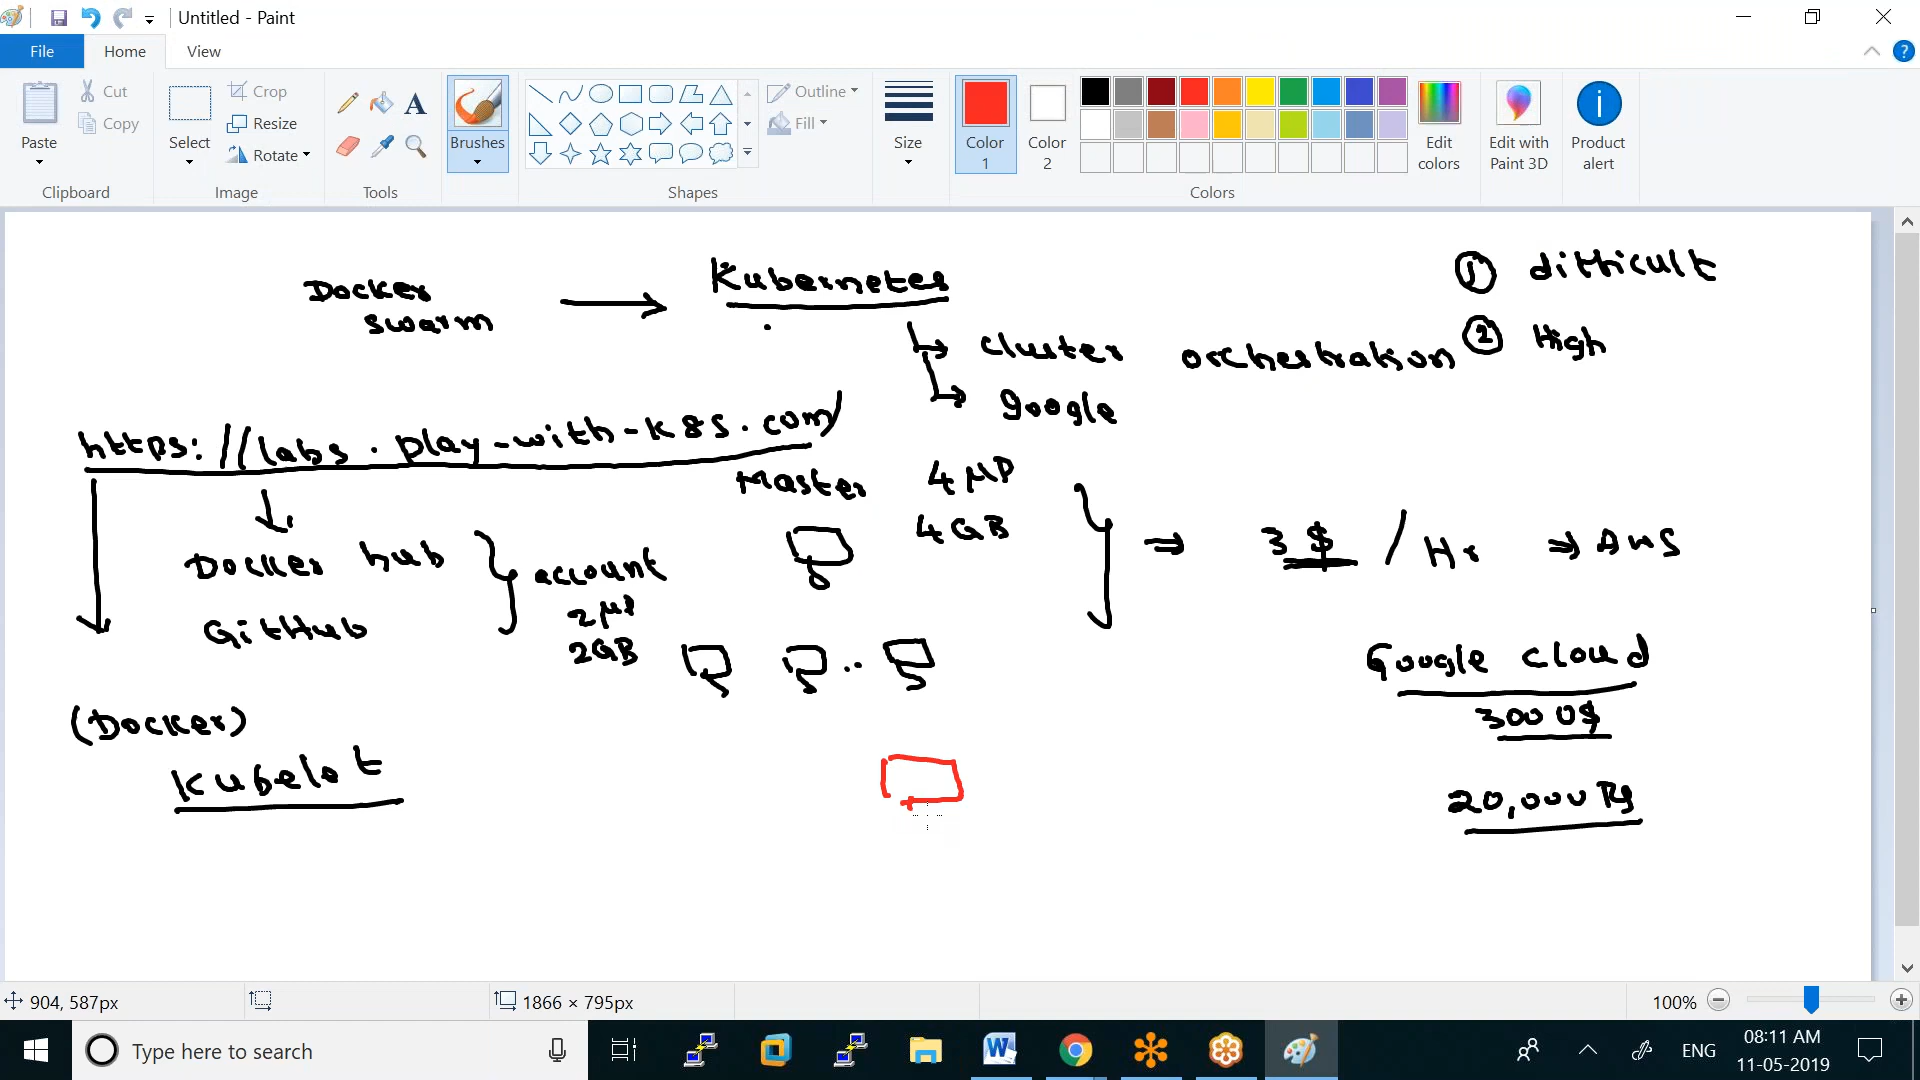 Untitled - Paint
File
Home
View
Paste
Cut
Copy
Clipboard
Select
Crop
Resize
Rotate
Image
Tools
Brushes
Shapes
Outline
Fill
Size
Color
1
Color
2
Colors
Edit
colors
Edit with
Paint 3D
Product
alert
Docker
swarm
Kubernetes
① difficult
② High
cluster orchestration
google
https://labs.play-with-k8s.com/
Master 4 μP
4 GB
Docker hub
GitHub
account
2 μP
2GB
3 $ / Hr
Google cloud
3000$
20,000 Rs
(Docker)
Kubelet
904, 587px
1866 × 795px
100%
Type here to search
ENG
08:11 AM
11-05-2019